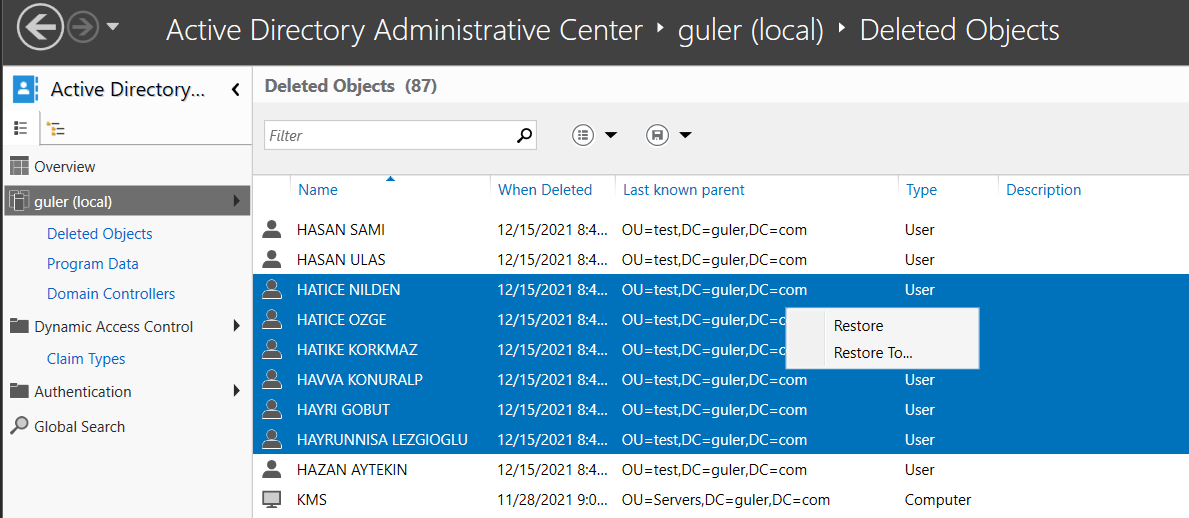 Active Directory Administrative Center ‣ guler (local) ‣ Deleted Objects
Active Directory...
Overview
guler (local)
Deleted Objects
Program Data
Domain Controllers
Dynamic Access Control
Claim Types
Authentication
Global Search
Deleted Objects (87)
Filter
Name When Deleted Last known parent Type Description
HASAN SAMI 12/15/2021 8:4... OU=test,DC=guler,DC=com User
HASAN ULAS 12/15/2021 8:4... OU=test,DC=guler,DC=com User
HATICE NILDEN 12/15/2021 8:4... OU=test,DC=guler,DC=com User
HATICE OZGE 12/15/2021 8:4... OU=test,DC=guler,DC=c
HATIKE KORKMAZ 12/15/2021 8:4... OU=test,DC=guler,DC=c
HAVVA KONURALP 12/15/2021 8:4... OU=test,DC=guler,DC=com User
HAYRI GOBUT 12/15/2021 8:4... OU=test,DC=guler,DC=com User
HAYRUNNISA LEZGIOGLU 12/15/2021 8:4... OU=test,DC=guler,DC=com User
HAZAN AYTEKIN 12/15/2021 8:4... OU=test,DC=guler,DC=com User
KMS 11/28/2021 9:0... OU=Servers,DC=guler,DC=com Computer
Restore
Restore To...